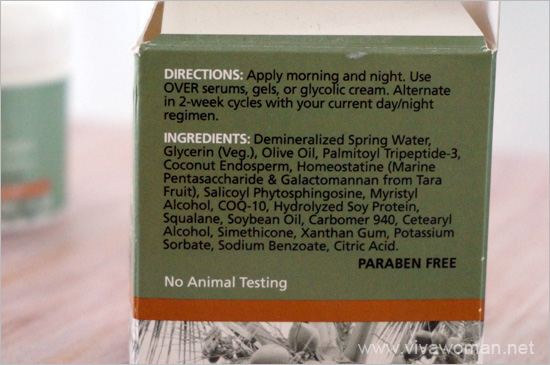 DIRECTIONS: Apply morning and night. Use
OVER serums, gels, or glycolic cream. Alternate
in 2-week cycles with your current day/night
regimen.
INGREDIENTS: Demineralized Spring Water,
Glycerin (Veg.), Olive Oil, Palmitoyl Tripeptide-3,
Coconut Endosperm, Homeostatine (Marine
Pentasaccharide & Galactomannan from Tara
Fruit), Salicoyl Phytosphingosine, Myristyl
Alcohol, COQ-10, Hydrolyzed Soy Protein,
Squalane, Soybean Oil, Carbomer 940, Cetearyl
Alcohol, Simethicone, Xanthan Gum, Potassium
Sorbate, Sodium Benzoate, Citric Acid.
PARABEN FREE
No Animal Testing
www.vivawoman.net